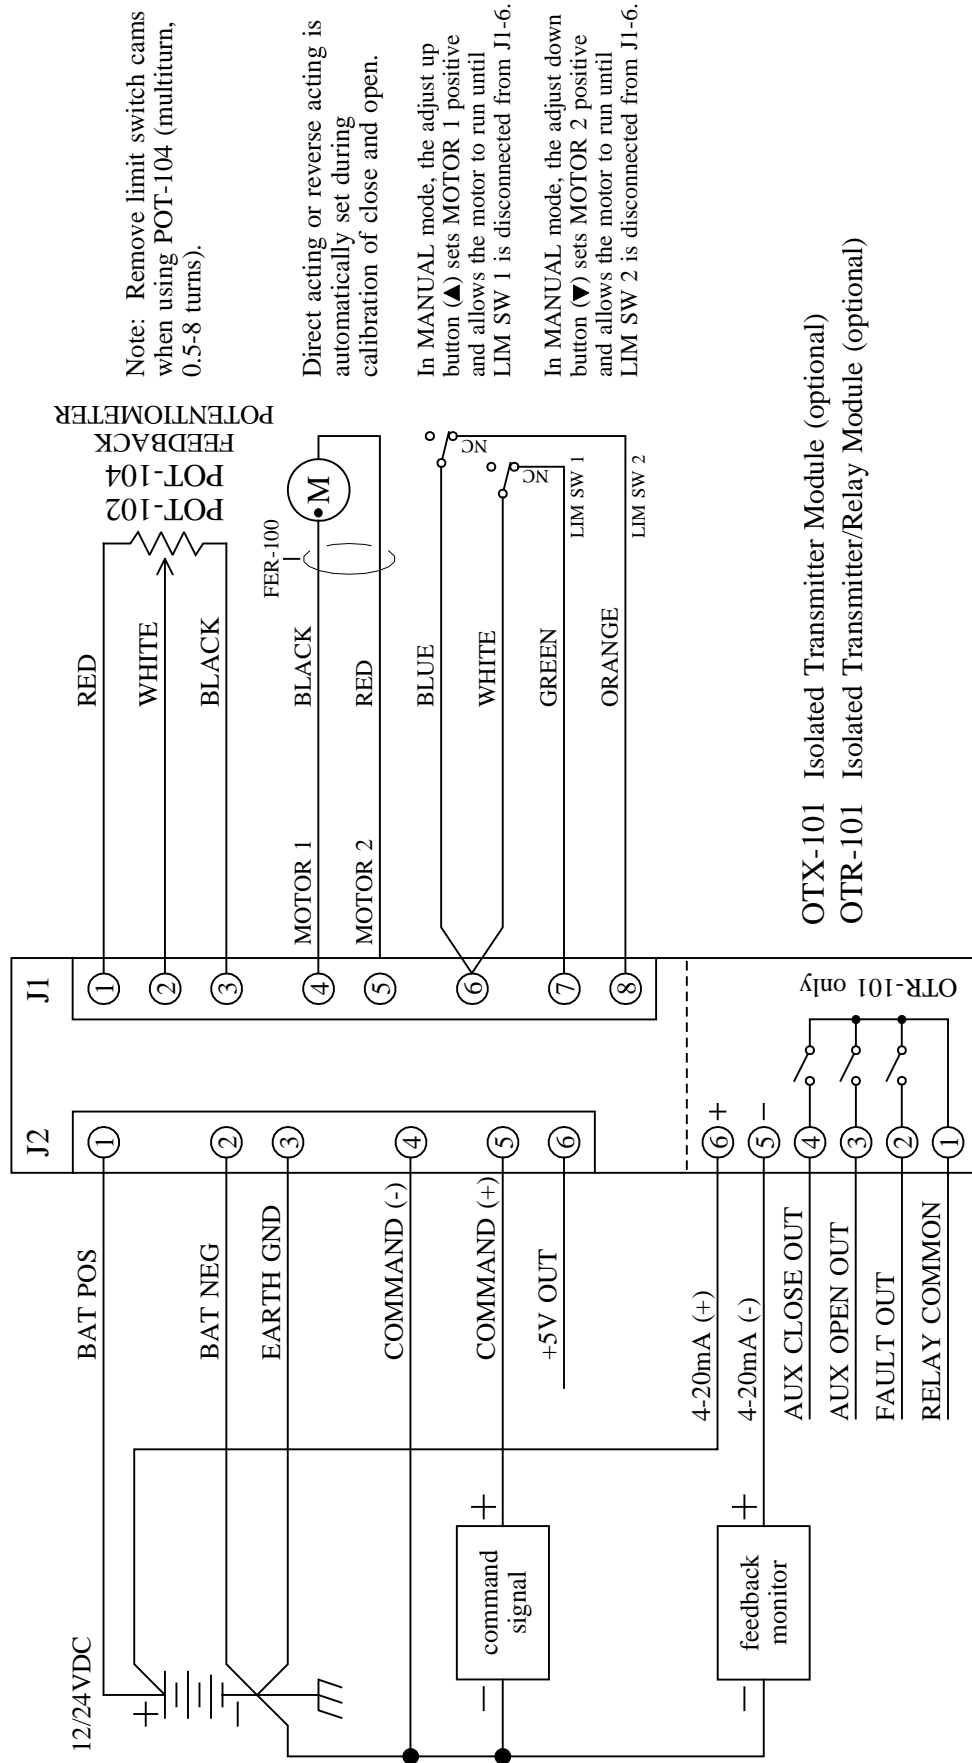 Note: Remove limit switch cams
when using POT-104 (multiturn,
0.5-8 turns).
Direct acting or reverse acting is
automatically set during
calibration of close and open.
In MANUAL mode, the adjust up
button (▲) sets MOTOR 1 positive
and allows the motor to run until
LIM SW 1 is disconnected from J1-6.
In MANUAL mode, the adjust down
button (▼) sets MOTOR 2 positive
and allows the motor to run until
LIM SW 2 is disconnected from J1-6.
POT-102
POT-104
FEEDBACK
POTENTIOMETER
FER-100
M
NC
NC
LIM SW 1
LIM SW 2
RED
WHITE
BLACK
BLACK
RED
BLUE
WHITE
GREEN
ORANGE
MOTOR 1
MOTOR 2
J1
1
2
3
4
5
6
7
8
OTX-101 Isolated Transmitter Module (optional)
OTR-101 Isolated Transmitter/Relay Module (optional)
OTR-101 only
J2
1
2
3
4
5
6
6 +
5 −
4
3
2
1
BAT POS
BAT NEG
EARTH GND
COMMAND (-)
COMMAND (+)
+5V OUT
4-20mA (+)
4-20mA (-)
AUX CLOSE OUT
AUX OPEN OUT
FAULT OUT
RELAY COMMON
12/24VDC
+
−
+
command
signal
−
+
feedback
monitor
−